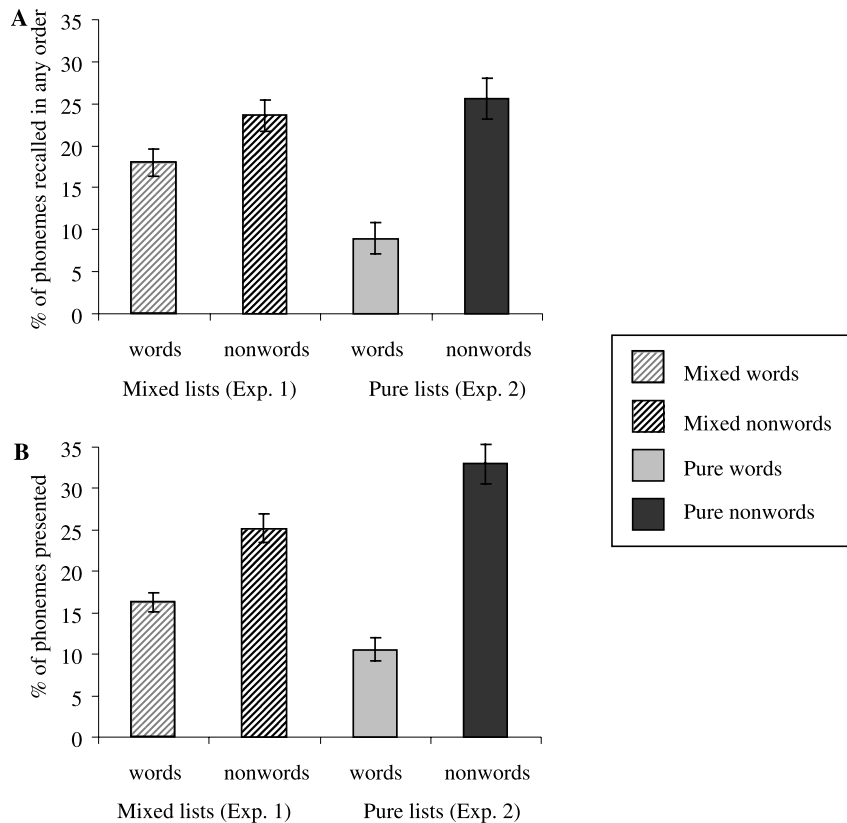 A
% of phonemes recalled in any order
35
30
25
20
15
10
5
0
words nonwords words nonwords
Mixed lists (Exp. 1) Pure lists (Exp. 2)
Mixed words
Mixed nonwords
Pure words
Pure nonwords
B
% of phonemes presented
35
30
25
20
15
10
5
0
words nonwords words nonwords
Mixed lists (Exp. 1) Pure lists (Exp. 2)